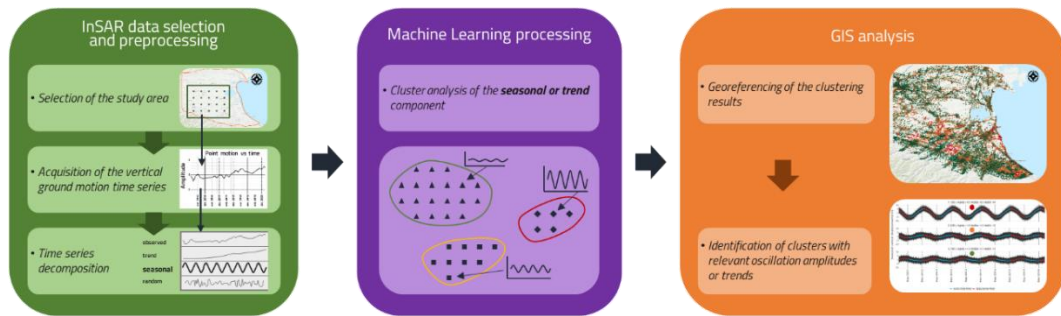 InSAR data selection
and preprocessing
• Selection of the study area
• Acquisition of the vertical
ground motion time series
Point motion vs time
Amplitude
• Time series
decomposition
observed
trend
seasonal
random
Machine Learning processing
• Cluster analysis of the seasonal or trend
component
GIS analysis
• Georeferencing of the clustering
results
• Identification of clusters with
relevant oscillation amplitudes
or trends